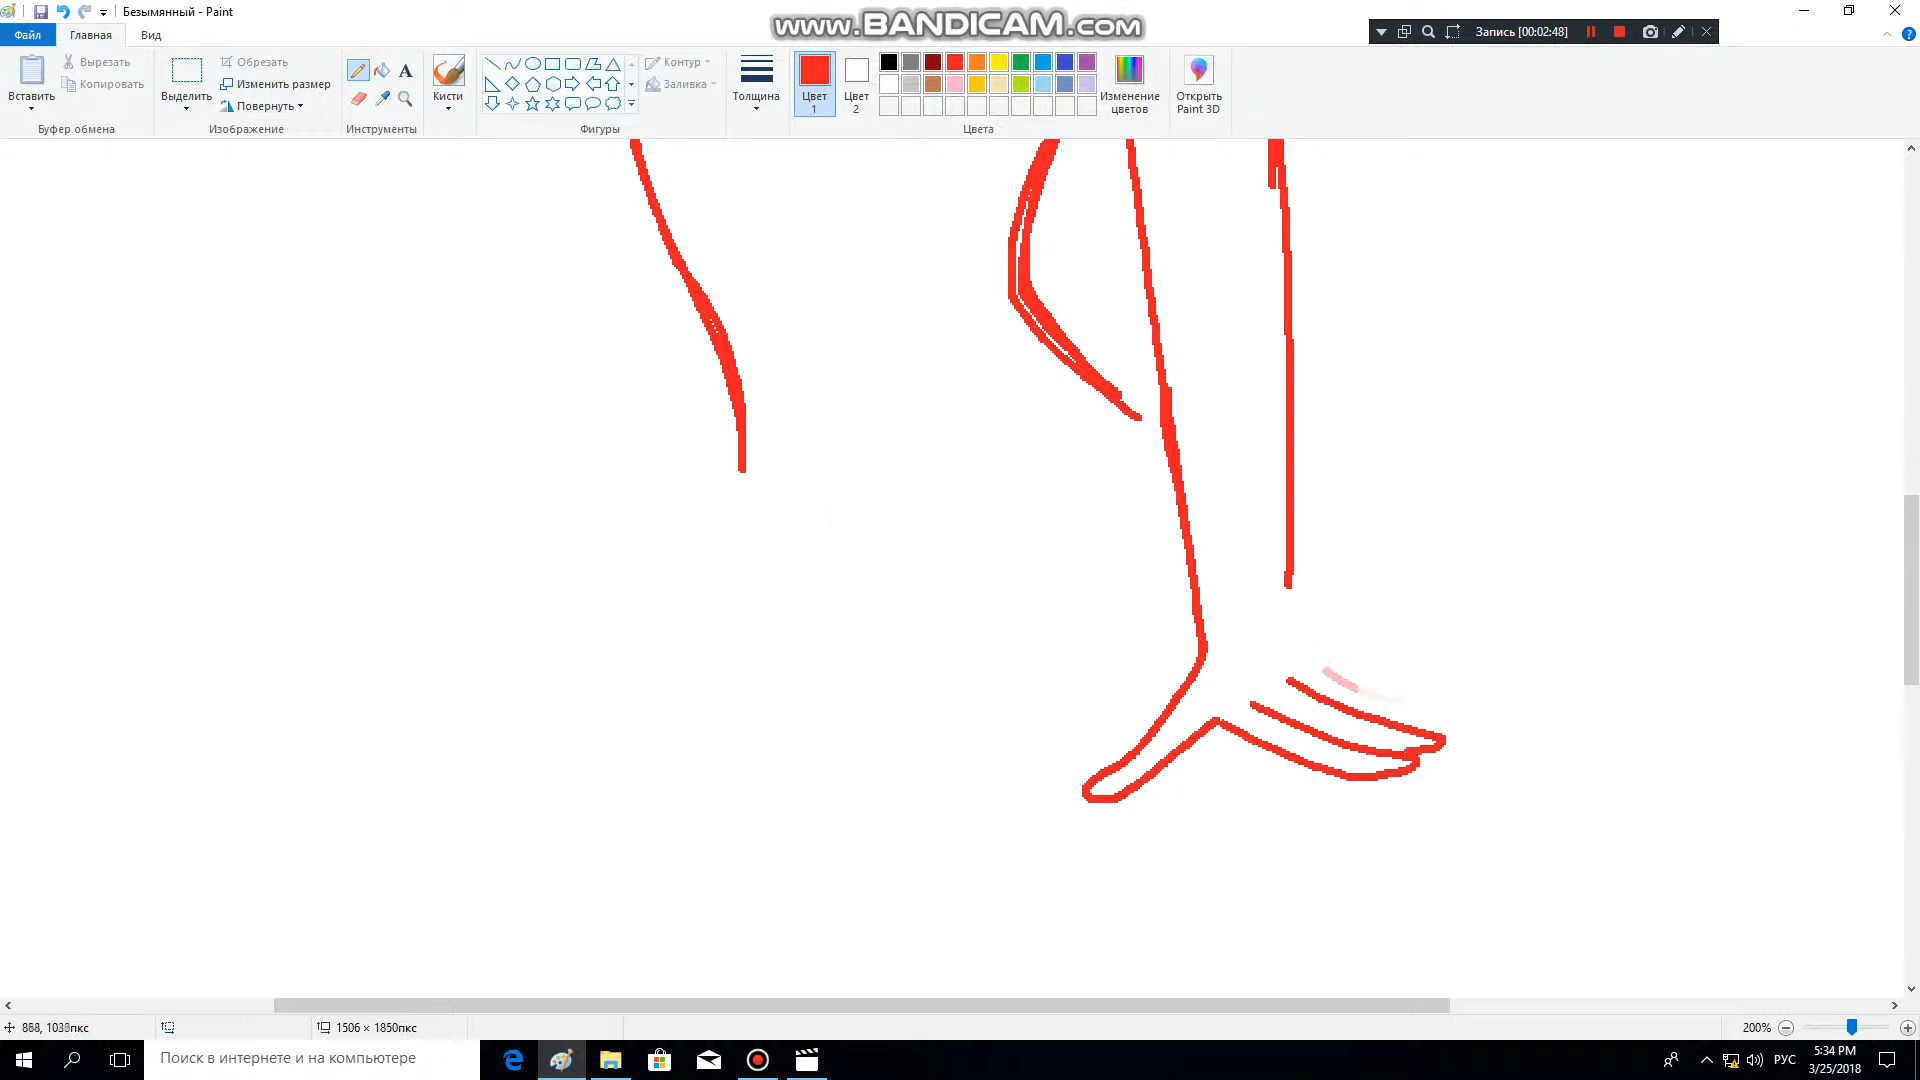 Безымянный - Paint
www.BANDICAM.com
Запись [00:02:48]
Файл
Главная
Вид
Вставить
Вырезать
Копировать
Буфер обмена
Выделить
Обрезать
Изменить размер
Повернуть
Изображение
Инструменты
Кисти
Контур
Заливка
Фигуры
Толщина
Цвет 1
Цвет 2
Изменение цветов
Цвета
Открыть Paint 3D
1506 × 1850пкс
200%
Поиск в интернете и на компьютере
РУС
5:34 PM
3/25/2018